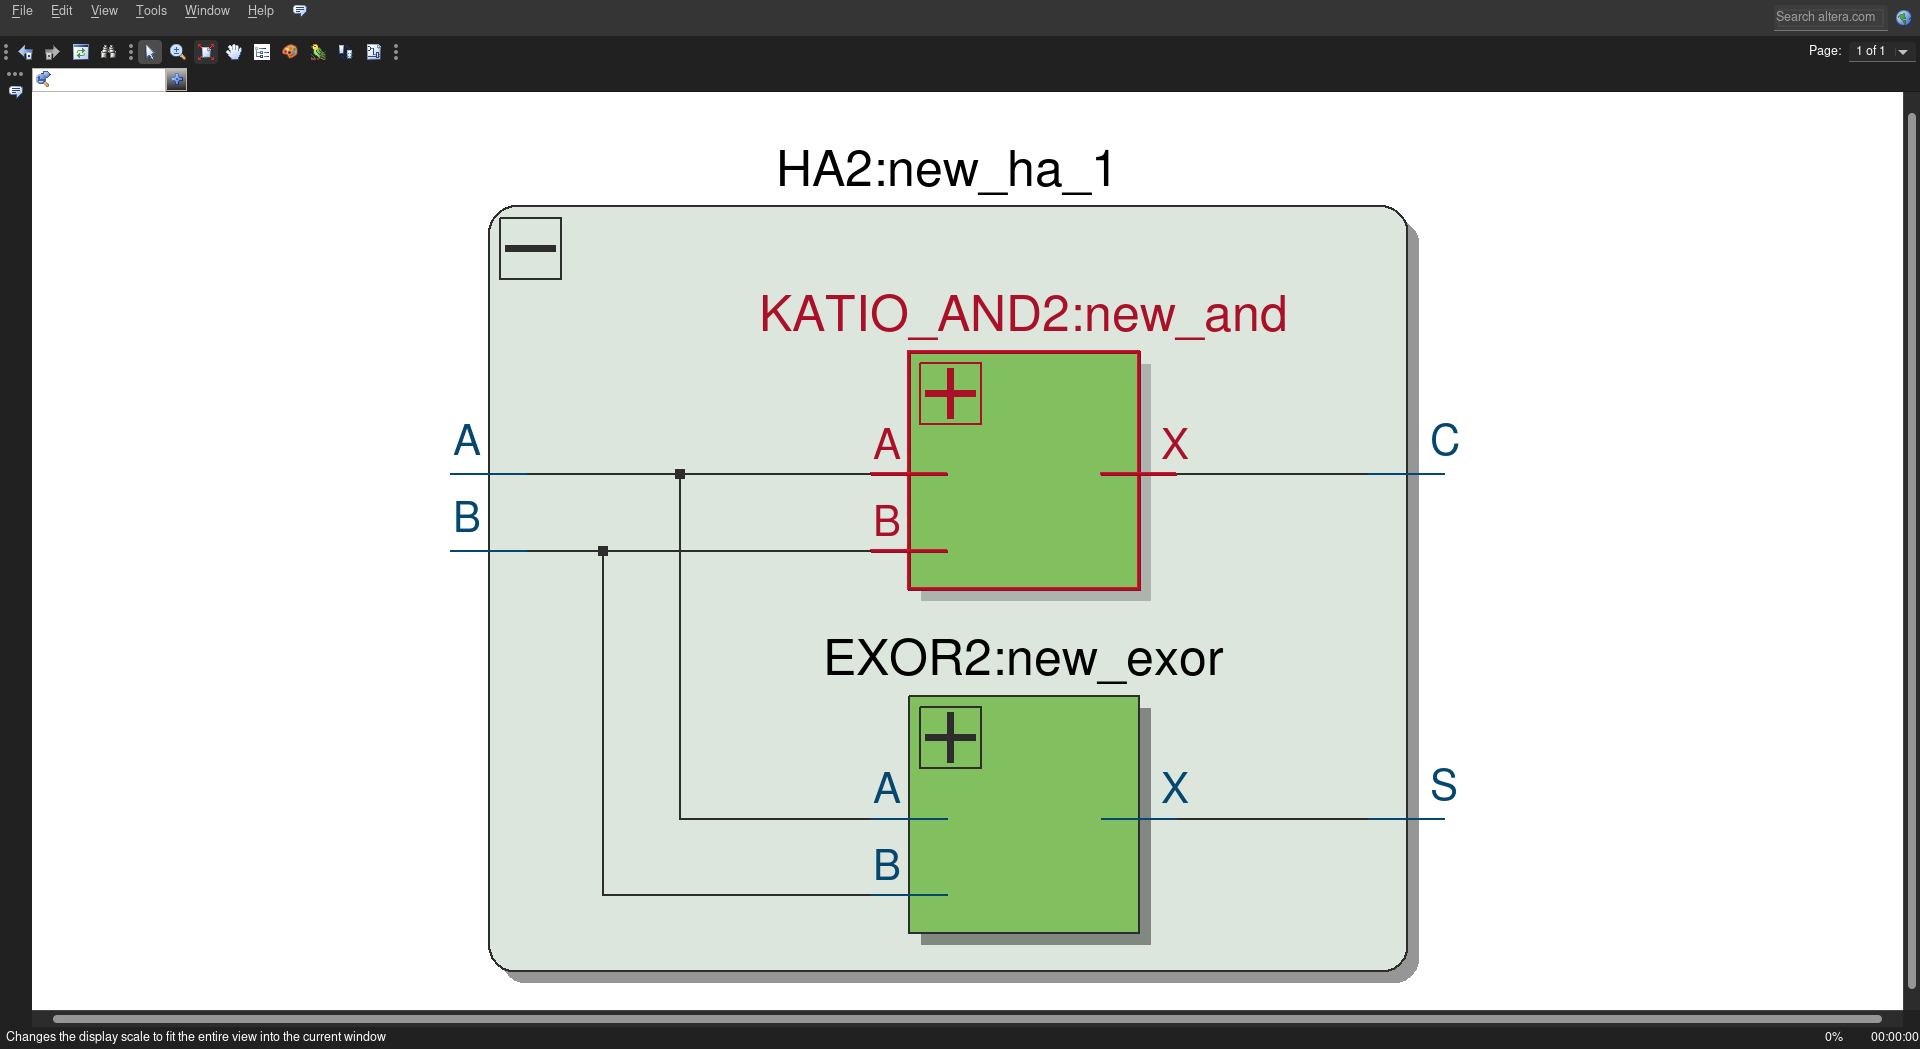 File Edit View Tools Window Help
Search altera.com
Page: 1 of 1
HA2:new_ha_1
KATIO_AND2:new_and
A A X C
B B
EXOR2:new_exor
A X S
B
Changes the display scale to fit the entire view into the current window
0% 00:00:00